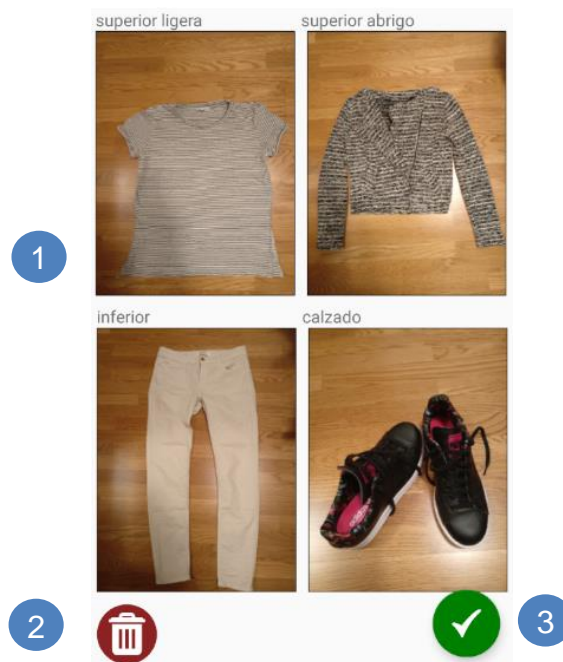 superior ligera
superior abrigo
1
inferior
calzado
2
3